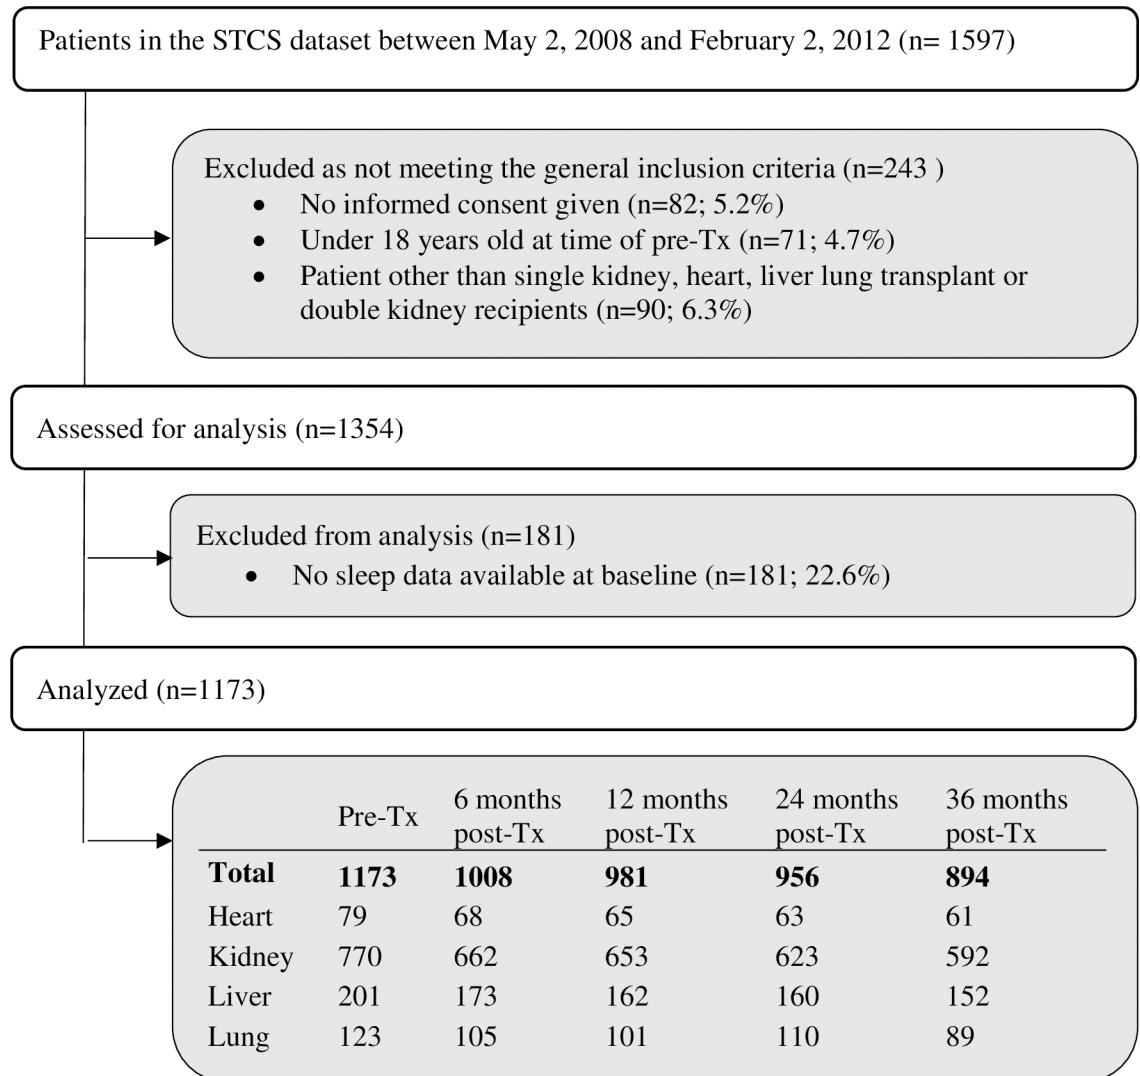 Patients in the STCS dataset between May 2, 2008 and February 2, 2012 (n= 1597)
Excluded as not meeting the general inclusion criteria (n=243 )
• No informed consent given (n=82; 5.2%)
• Under 18 years old at time of pre-Tx (n=71; 4.7%)
• Patient other than single kidney, heart, liver lung transplant or
double kidney recipients (n=90; 6.3%)
Assessed for analysis (n=1354)
Excluded from analysis (n=181)
• No sleep data available at baseline (n=181; 22.6%)
Analyzed (n=1173)
Pre-Tx 6 months post-Tx 12 months post-Tx 24 months post-Tx 36 months post-Tx
Total 1173 1008 981 956 894
Heart 79 68 65 63 61
Kidney 770 662 653 623 592
Liver 201 173 162 160 152
Lung 123 105 101 110 89